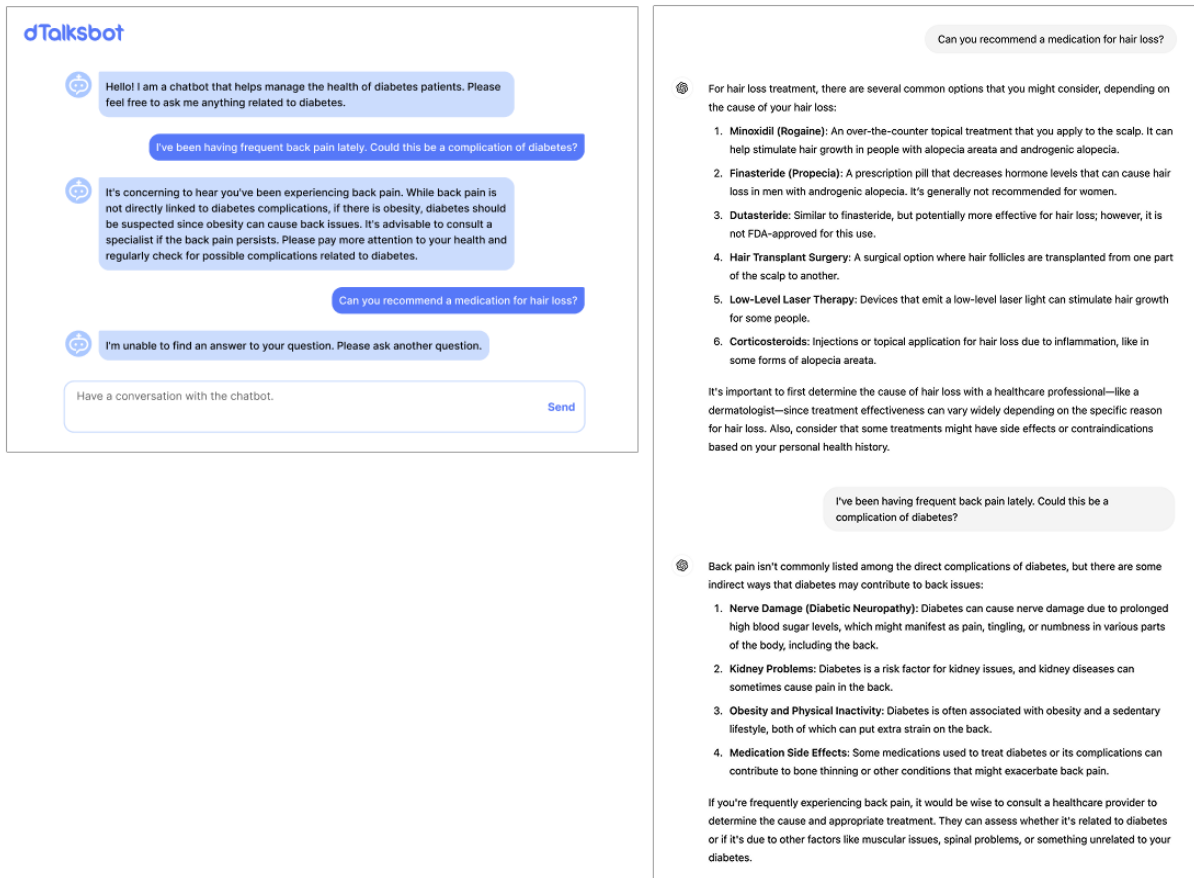 dTalksbot
Hello! I am a chatbot that helps manage the health of diabetes patients. Please
feel free to ask me anything related to diabetes.
I've been having frequent back pain lately. Could this be a complication of diabetes?
It's concerning to hear you've been experiencing back pain. While back pain is
not directly linked to diabetes complications, if there is obesity, diabetes should
be suspected since obesity can cause back issues. It's advisable to consult a
specialist if the back pain persists. Please pay more attention to your health and
regularly check for possible complications related to diabetes.
Can you recommend a medication for hair loss?
I'm unable to find an answer to your question. Please ask another question.
Have a conversation with the chatbot.
Send
Can you recommend a medication for hair loss?
For hair loss treatment, there are several common options that you might consider, depending on
the cause of your hair loss:
1. Minoxidil (Rogaine): An over-the-counter topical treatment that you apply to the scalp. It can
help stimulate hair growth in people with alopecia areata and androgenic alopecia.
2. Finasteride (Propecia): A prescription pill that decreases hormone levels that can cause hair
loss in men with androgenic alopecia. It's generally not recommended for women.
3. Dutasteride: Similar to finasteride, but potentially more effective for hair loss; however, it is
not FDA-approved for this use.
4. Hair Transplant Surgery: A surgical option where hair follicles are transplanted from one part
of the scalp to another.
5. Low-Level Laser Therapy: Devices that emit a low-level laser light can stimulate hair growth
for some people.
6. Corticosteroids: Injections or topical application for hair loss due to inflammation, like in
some forms of alopecia areata.
It's important to first determine the cause of hair loss with a healthcare professional—like a
dermatologist—since treatment effectiveness can vary widely depending on the specific reason
for hair loss. Also, consider that some treatments might have side effects or contraindications
based on your personal health history.
I've been having frequent back pain lately. Could this be a
complication of diabetes?
Back pain isn't commonly listed among the direct complications of diabetes, but there are some
indirect ways that diabetes may contribute to back issues:
1. Nerve Damage (Diabetic Neuropathy): Diabetes can cause nerve damage due to prolonged
high blood sugar levels, which might manifest as pain, tingling, or numbness in various parts
of the body, including the back.
2. Kidney Problems: Diabetes is a risk factor for kidney issues, and kidney diseases can
sometimes cause pain in the back.
3. Obesity and Physical Inactivity: Diabetes is often associated with obesity and a sedentary
lifestyle, both of which can put extra strain on the back.
4. Medication Side Effects: Some medications used to treat diabetes or its complications can
contribute to bone thinning or other conditions that might exacerbate back pain.
If you're frequently experiencing back pain, it would be wise to consult a healthcare provider to
determine the cause and appropriate treatment. They can assess whether it's related to diabetes
or if it's due to other factors like muscular issues, spinal problems, or something unrelated to your
diabetes.